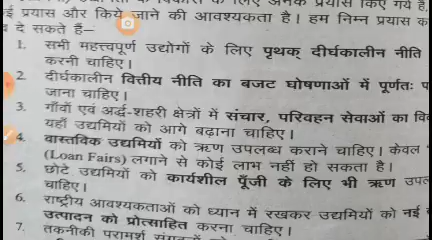 के लिए अनेक प्रयास किए गये हैं,
प्रयास और किये जाने की आवश्यकता है। हम निम्न प्रयास क
दे सकते हैं—
1. सभी महत्त्वपूर्ण उद्योगों के लिए पृथक् दीर्घकालीन नीति
करनी चाहिए।
2. दीर्घकालीन वित्तीय नीति का बजट घोषणाओं में पूर्णतः प
जाना चाहिए।
3. गाँवों एवं अर्द्ध-शहरी क्षेत्रों में संचार, परिवहन सेवाओं का वि
यहाँ उद्यमियों को आगे बढ़ाना चाहिए।
4. वास्तविक उद्यमियों को ऋण उपलब्ध कराने चाहिए। केवल
(Loan Fairs) लगाने से कोई लाभ नहीं हो सकता है।
5. छोटे उद्यमियों को कार्यशील पूँजी के लिए भी ऋण उपल
चाहिए।
6. राष्ट्रीय आवश्यकताओं को ध्यान में रखकर उद्यमियों को नई
उत्पादन को प्रोत्साहित करना चाहिए।
7. तकनीकी परामर्श